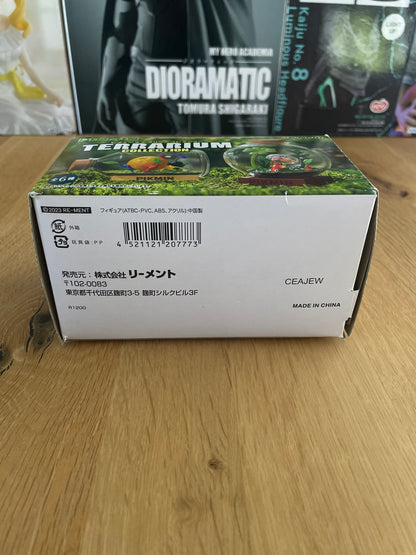 MY HERO ACADEMIA
DIORAMATIC
TOMURA SHIGARAKI
Kaiju No. 8
Luminous Headfigure
TERRARIUM
COLLECTION
全6種
PIKMIN
©2023 RE-MENT
フィギュア(ATBC-PVC, ABS, アクリル):中国製
紙
外箱
プラ
玩具袋:PP
4 521121 207773
発売元:株式会社 リーメント
〒102-0083
東京都千代田区麹町3-5 麹町シルクビル3F
R1200
CEAJEW
MADE IN CHINA